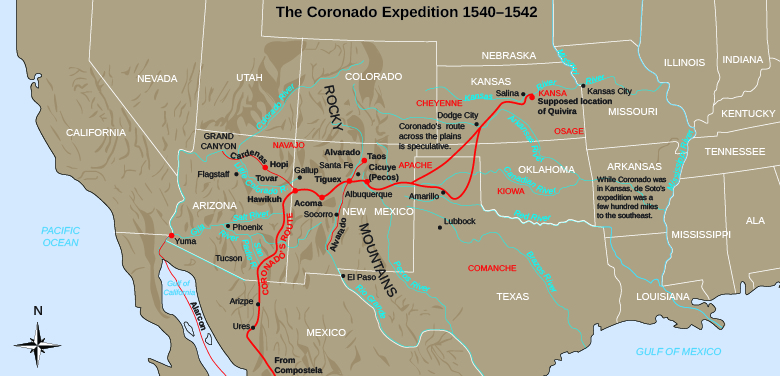 The Coronado Expedition 1540–1542
NEBRASKA
ILLINOIS
INDIANA
NEVADA
UTAH
COLORADO
KANSAS
Salina
KANSA
Kansas City
Supposed location
of Quivira
MISSOURI
KENTUCKY
ROCKY
MOUNTAINS
CHEYENNE
Dodge City
Coronado's route
across the plains
is speculative.
OSAGE
CALIFORNIA
GRAND
CANYON
NAVAJO
Cardenas
Hopi
Tovar
Gallup
Flagstaff
Hawikuh
Alvarado
Taos
Santa Fe
Cicuye
(Pecos)
Tiguex
APACHE
TENNESSEE
OKLAHOMA
ARKANSAS
While Coronado was
in Kansas, de Soto's
expedition was a
few hundred miles
to the southeast.
KIOWA
Amarillo
Albuquerque
Acoma
ARIZONA
Socorro
NEW MEXICO
Lubbock
Red River
PACIFIC
OCEAN
Yuma
Phoenix
Tucson
CORONADO'S ROUTE
Alvarado
MISSISSIPPI
ALA
COMANCHE
El Paso
TEXAS
LOUISIANA
Gulf of
California
Alarcon
Arizpe
Ures
MEXICO
From
Compostela
GULF OF MEXICO
N